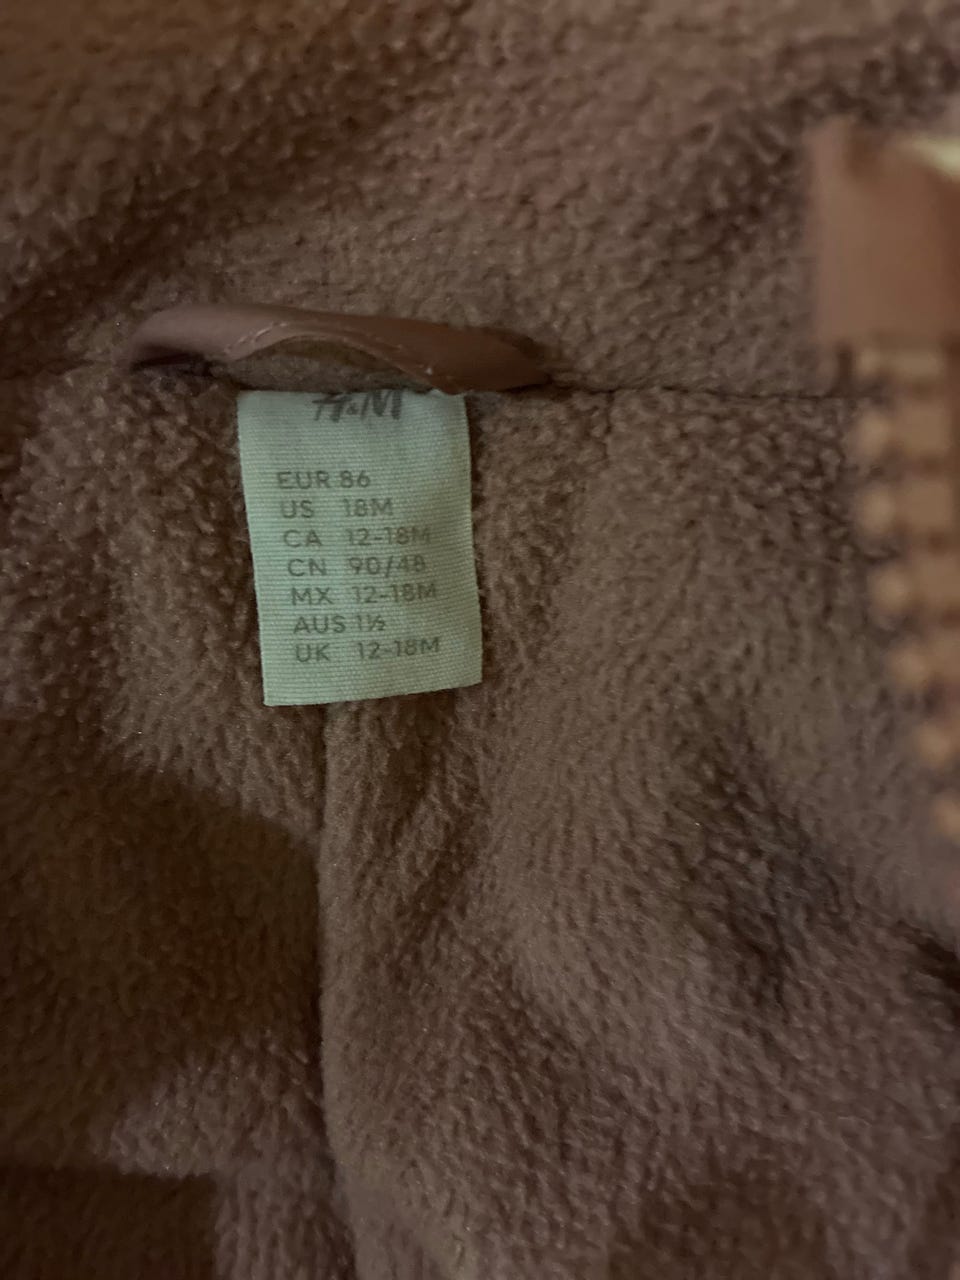 H&M
EUR 86
US 18M
CA 12-18M
CN 90/48
MX 12-18M
AUS 1½
UK 12-18M